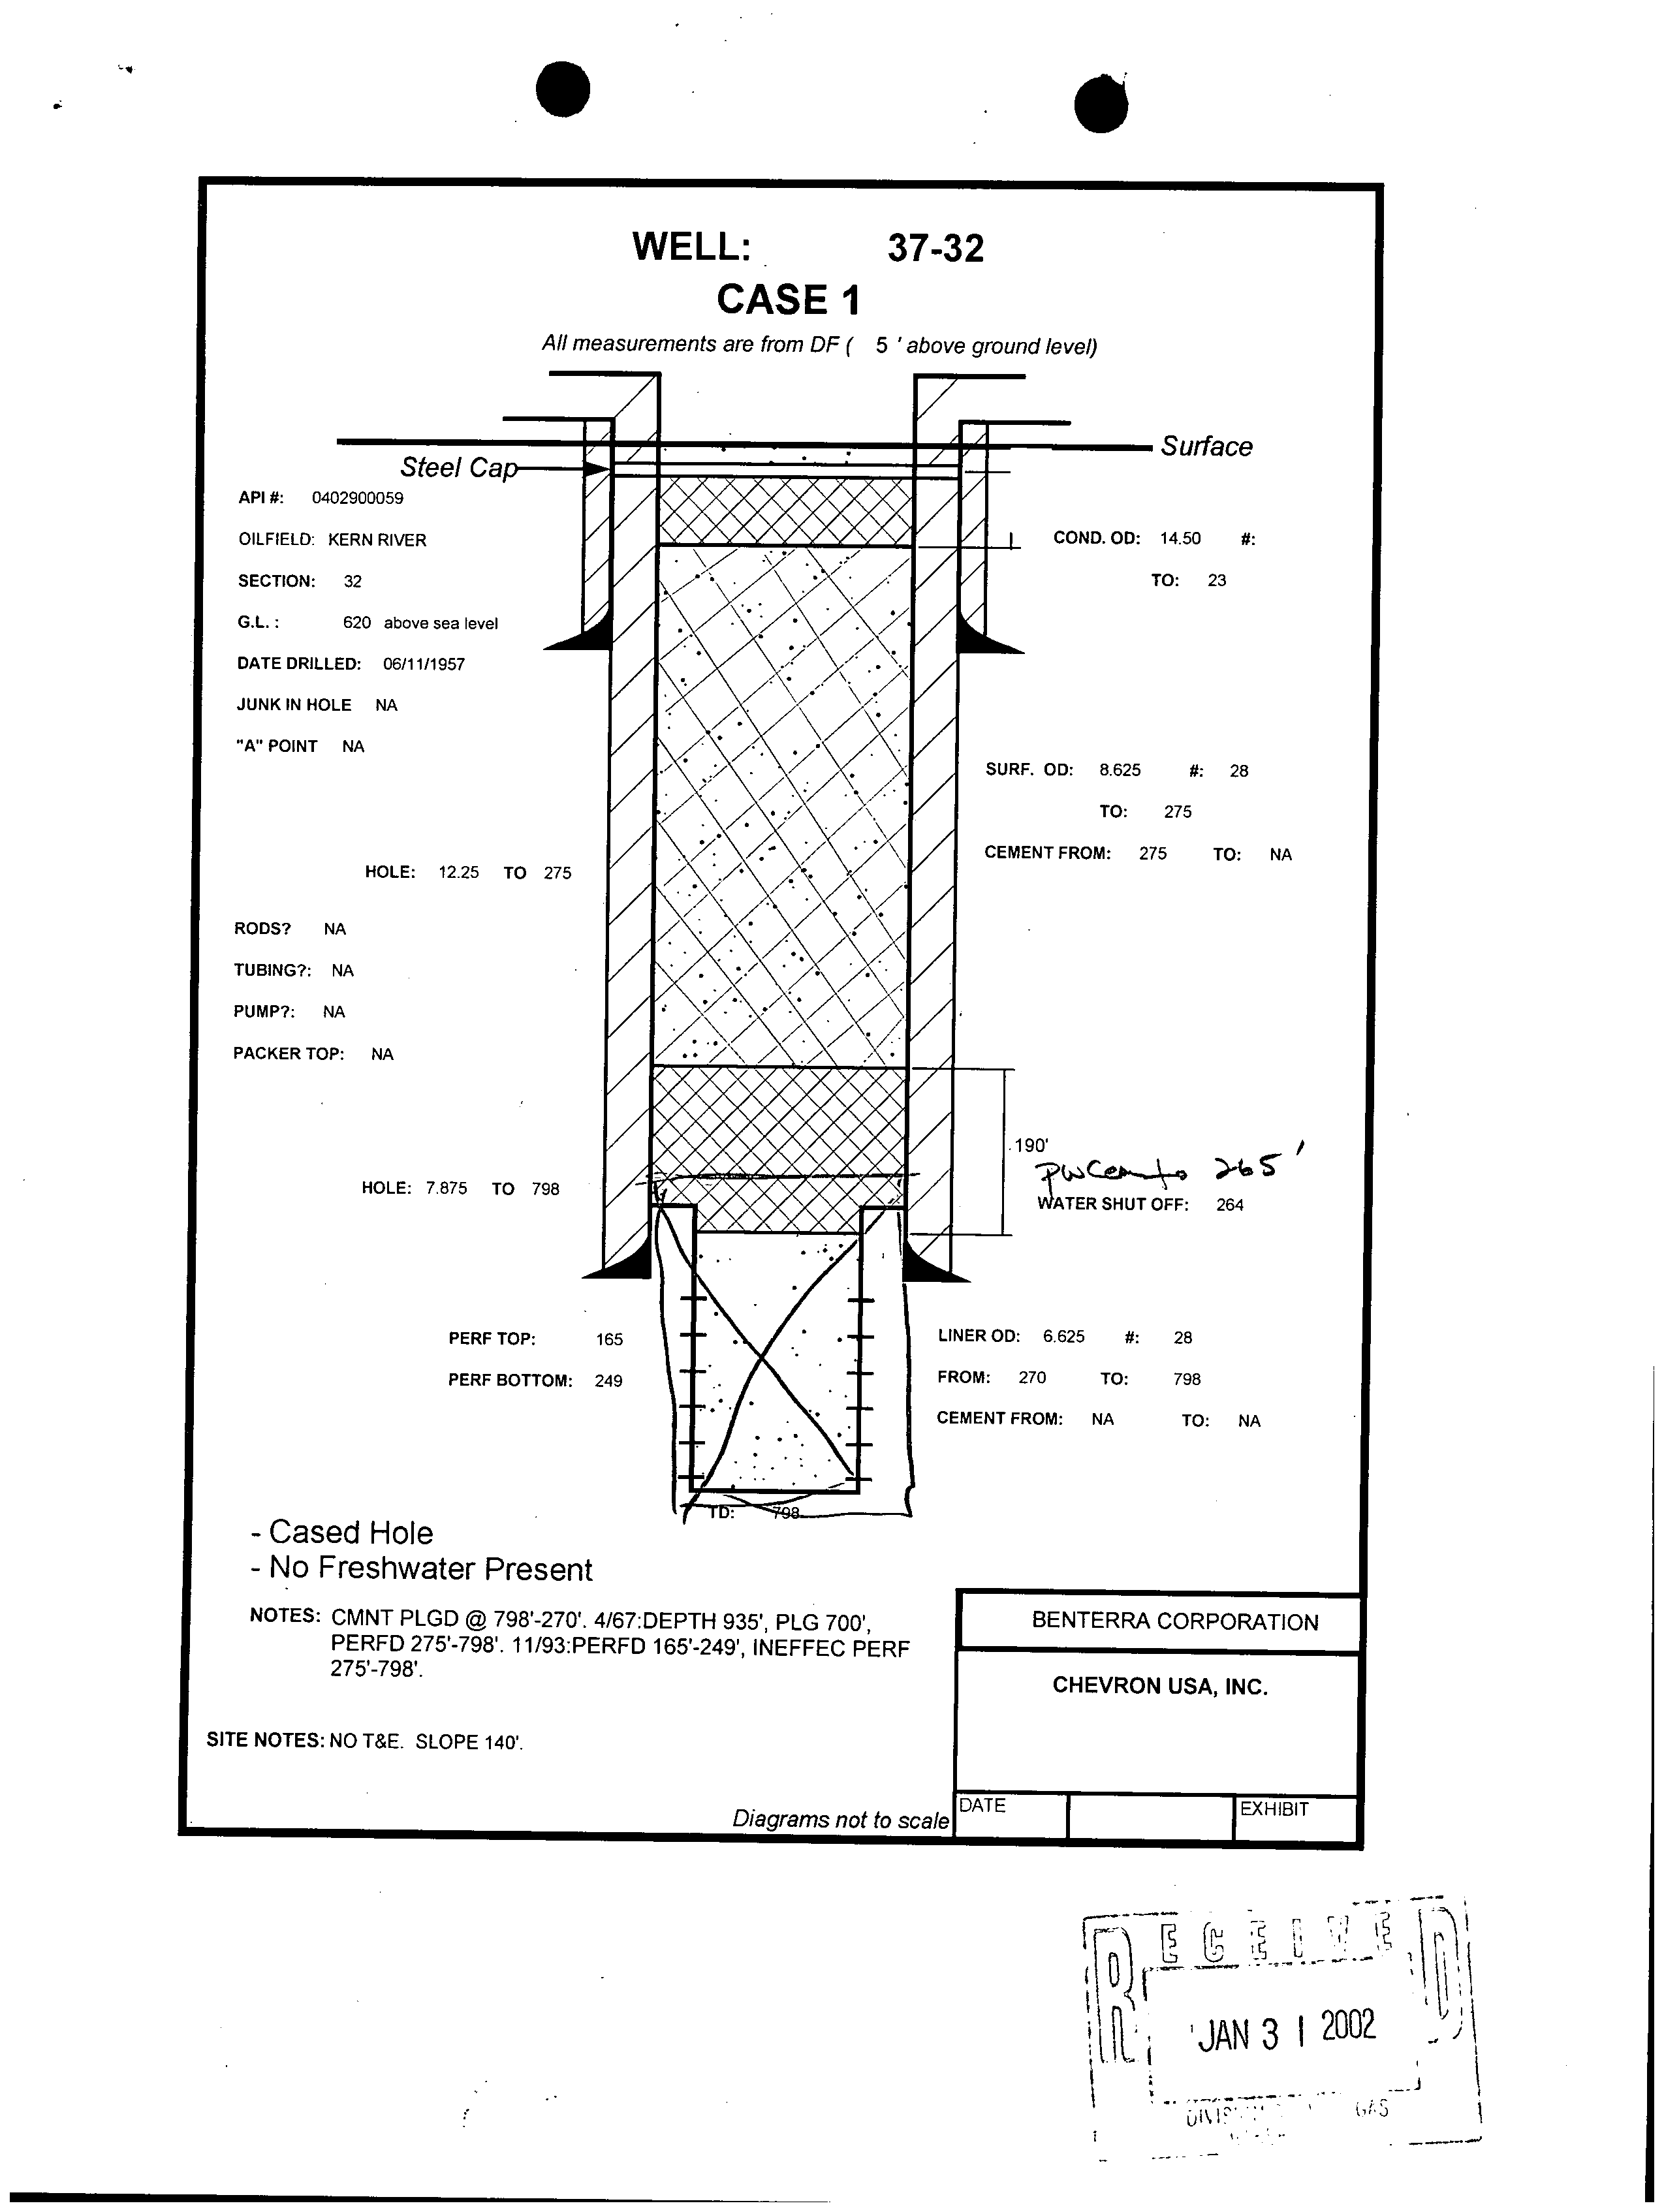 WELL: 37-32
CASE 1
All measurements are from DF ( 5 ' above ground level)
Surface
Steel Cap
API #: 0402900059
OILFIELD: KERN RIVER
COND. OD: 14.50 #:
SECTION: 32
TO: 23
G.L. : 620 above sea level
DATE DRILLED: 06/11/1957
JUNK IN HOLE NA
"A" POINT NA
SURF. OD: 8.625 #: 28
TO: 275
CEMENT FROM: 275 TO: NA
HOLE: 12.25 TO 275
RODS? NA
TUBING?: NA
PUMP?: NA
PACKER TOP: NA
190'
265'
HOLE: 7.875 TO 798
WATER SHUT OFF: 264
PERF TOP: 165
LINER OD: 6.625 #: 28
PERF BOTTOM: 249
FROM: 270 TO: 798
CEMENT FROM: NA TO: NA
TD: 798
- Cased Hole
- No Freshwater Present
NOTES: CMNT PLGD @ 798'-270'. 4/67:DEPTH 935', PLG 700',
PERFD 275'-798'. 11/93:PERFD 165'-249', INEFFEC PERF
275'-798'.
BENTERRA CORPORATION
CHEVRON USA, INC.
SITE NOTES: NO T&E. SLOPE 140'.
Diagrams not to scale
DATE
EXHIBIT
RECEIVED
JAN 31 2002
GAS